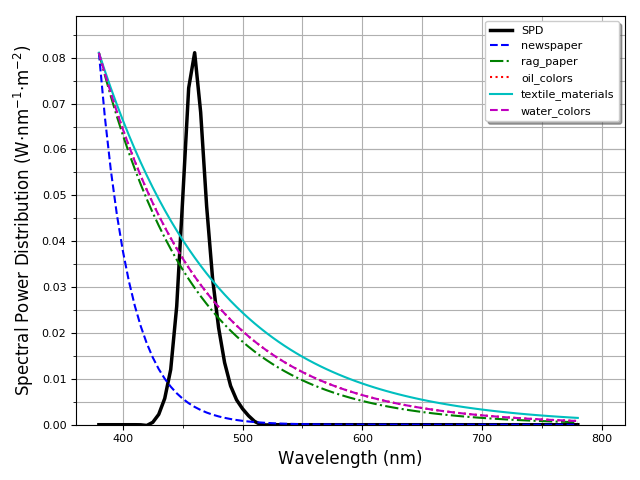 SPD
newspaper
rag_paper
oil_colors
textile_materials
water_colors
Spectral Power Distribution (W·nm⁻¹·m⁻²)
0.08
0.07
0.06
0.05
0.04
0.03
0.02
0.01
0.00
400
500
600
700
800
Wavelength (nm)